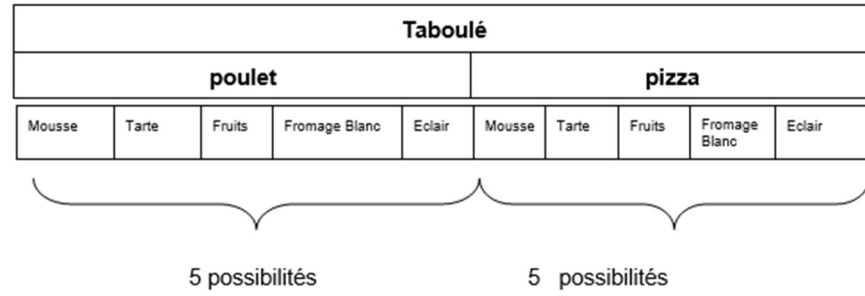 Taboulé
poulet pizza
Mousse Tarte Fruits Fromage Blanc Eclair Mousse Tarte Fruits Fromage Blanc Eclair
5 possibilités 5 possibilités